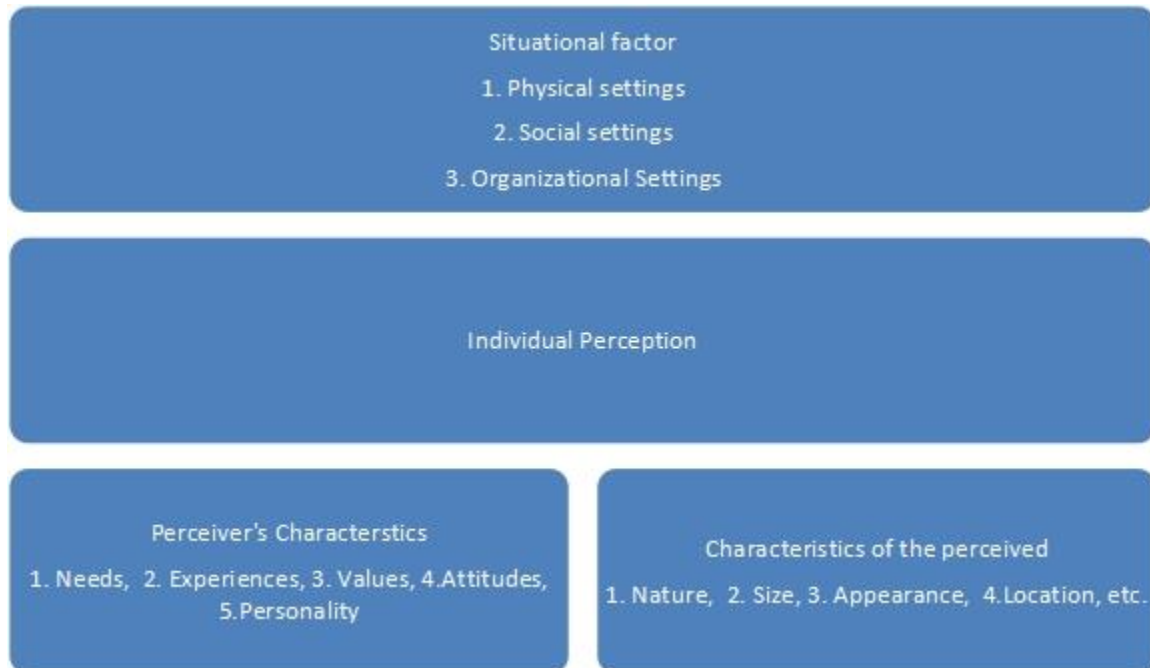 Situational factor
1. Physical settings
2. Social settings
3. Organizational Settings
Individual Perception
Perceiver's Characterstics
1. Needs,  2. Experiences, 3. Values, 4.Attitudes,
5.Personality
Characteristics of the perceived
1. Nature,  2. Size, 3. Appearance,  4.Location, etc.